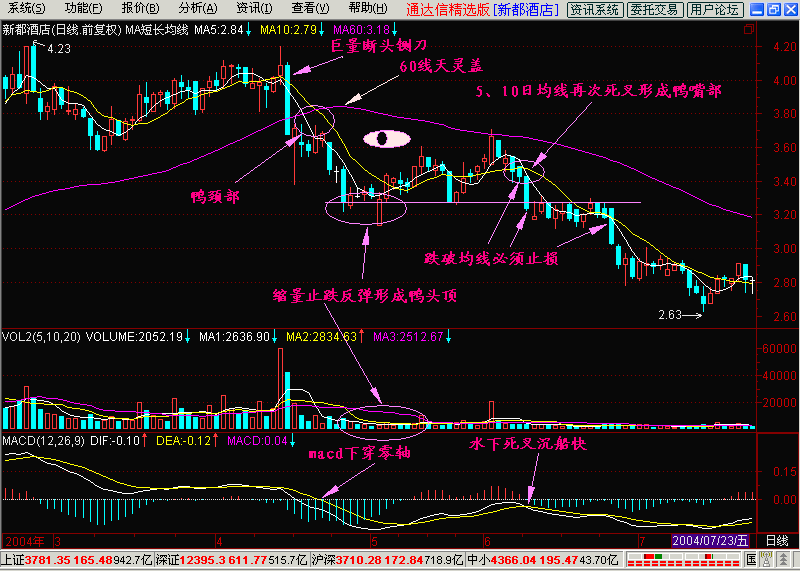 系统(S) 功能(F) 报价(B) 分析(A) 资讯(I) 查看(V) 帮助(H) 通达信精选版 [新都酒店] 资讯系统 委托交易 用户论坛
新都酒店(日线.前复权) MA短长均线 MA5:2.84↓ MA10:2.79↑ MA60:3.18↓
4.23
巨量断头铡刀
60线天灵盖
5、10日均线再次死叉形成鸭嘴部
鸭颈部
跌破均线必须止损
缩量止跌反弹形成鸭头顶
2.63→
4.20
4.00
3.80
3.60
3.40
3.20
3.00
2.80
2.60
VOL2(5,10,20) VOLUME:2052.19↓ MA1:2636.90↓ MA2:2834.63↑ MA3:2512.67↓
60000
40000
20000
MACD(12,26,9) DIF:-0.10↑ DEA:-0.12↑ MACD:0.04↓
macd下穿零轴
水下死叉沉船快
0.15
0.00
2004年 3 4 5 6 7 2004/07/23/五 日线
上证3781.35 165.48 942.7亿 深证12395.3 611.77 515.7亿 沪深3710.28 172.84 718.9亿 中小4366.04 195.47 43.70亿 国